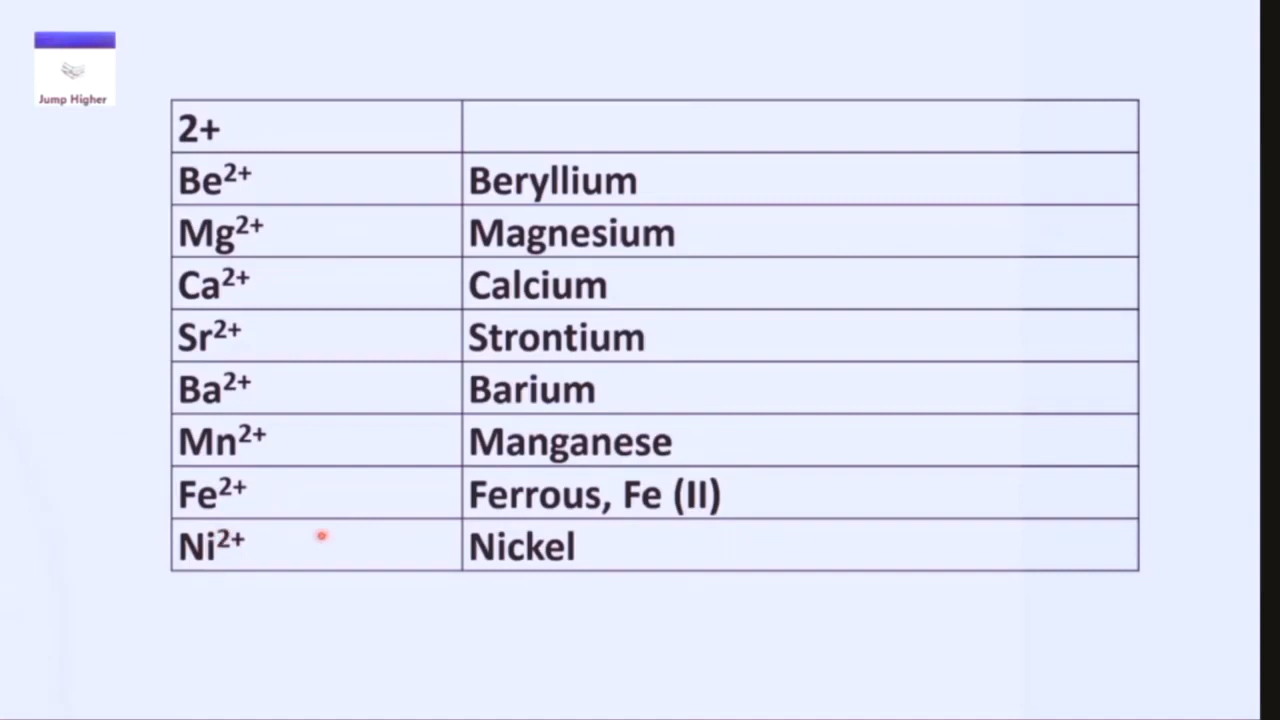 Jump Higher
2+
Be²⁺ Beryllium
Mg²⁺ Magnesium
Ca²⁺ Calcium
Sr²⁺ Strontium
Ba²⁺ Barium
Mn²⁺ Manganese
Fe²⁺ Ferrous, Fe (II)
Ni²⁺ Nickel